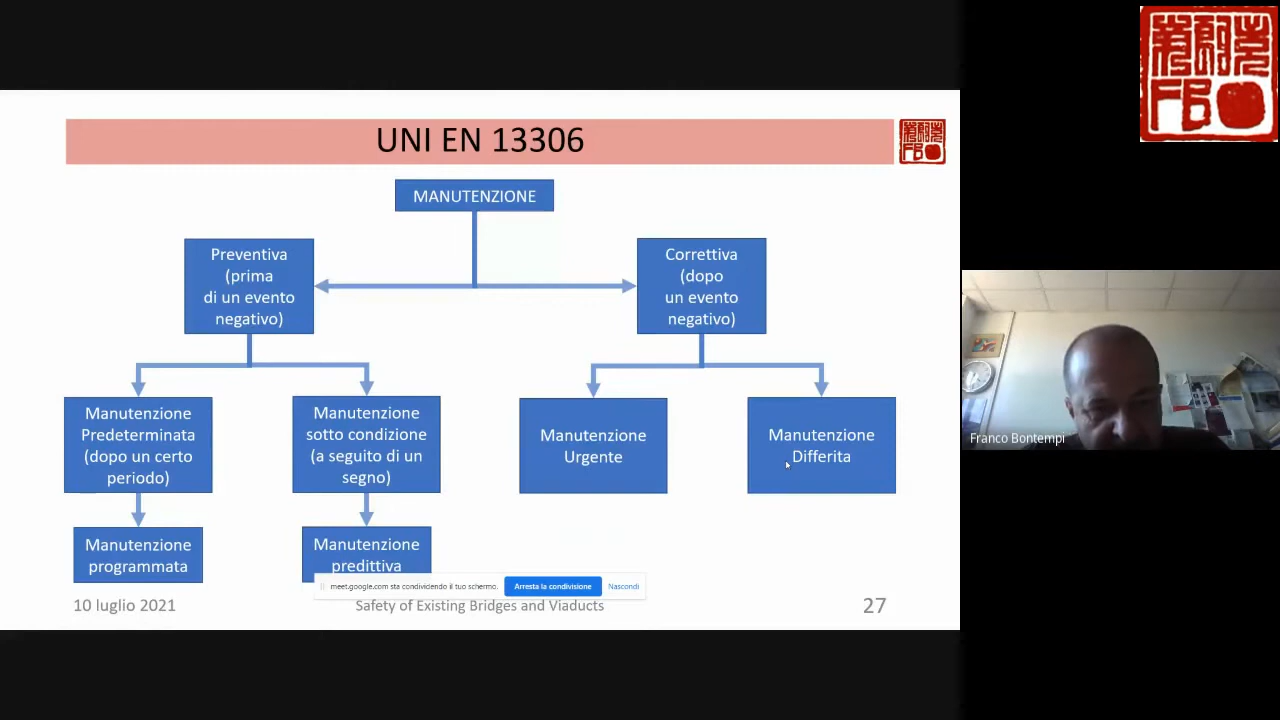 UNI EN 13306
MANUTENZIONE
Preventiva
(prima
di un evento
negativo)
Correttiva
(dopo
un evento
negativo)
Manutenzione
Predeterminata
(dopo un certo
periodo)
Manutenzione
sotto condizione
(a seguito di un
segno)
Manutenzione
Urgente
Manutenzione
Differita
Manutenzione
programmata
Manutenzione
predittiva
meet.google.com sta condividendo il tuo schermo.
Arresta la condivisione
Nascondi
10 luglio 2021
Safety of Existing Bridges and Viaducts
27
Franco Bontempi